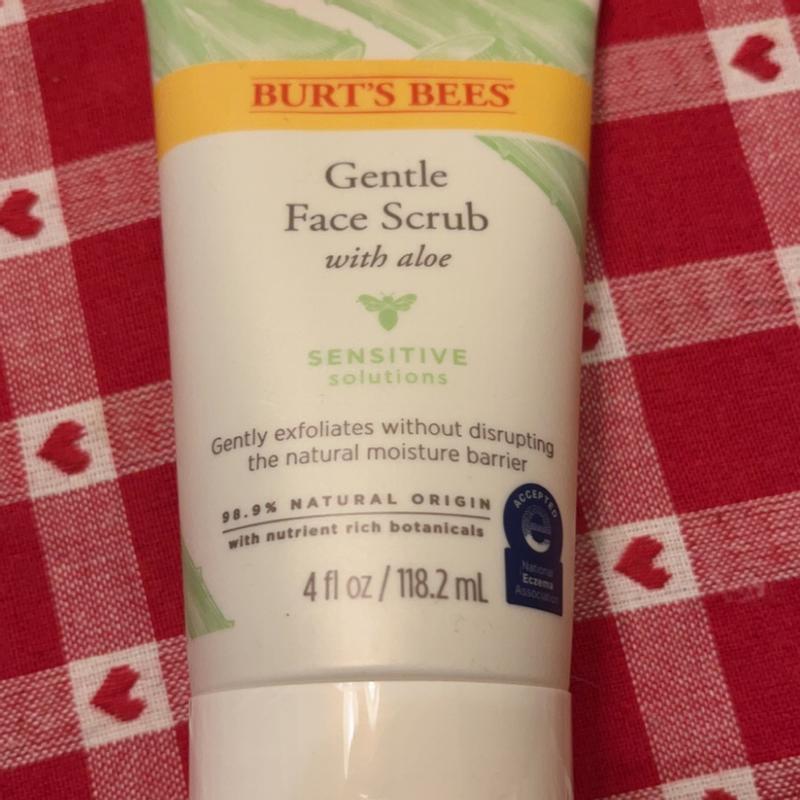 BURT'S BEES
Gentle
Face Scrub
with aloe
SENSITIVE
solutions
Gently exfoliates without disrupting
the natural moisture barrier
98.9% NATURAL ORIGIN
with nutrient rich botanicals
4 fl oz / 118.2 mL
ACCEPTED
e
National
Eczema
Association